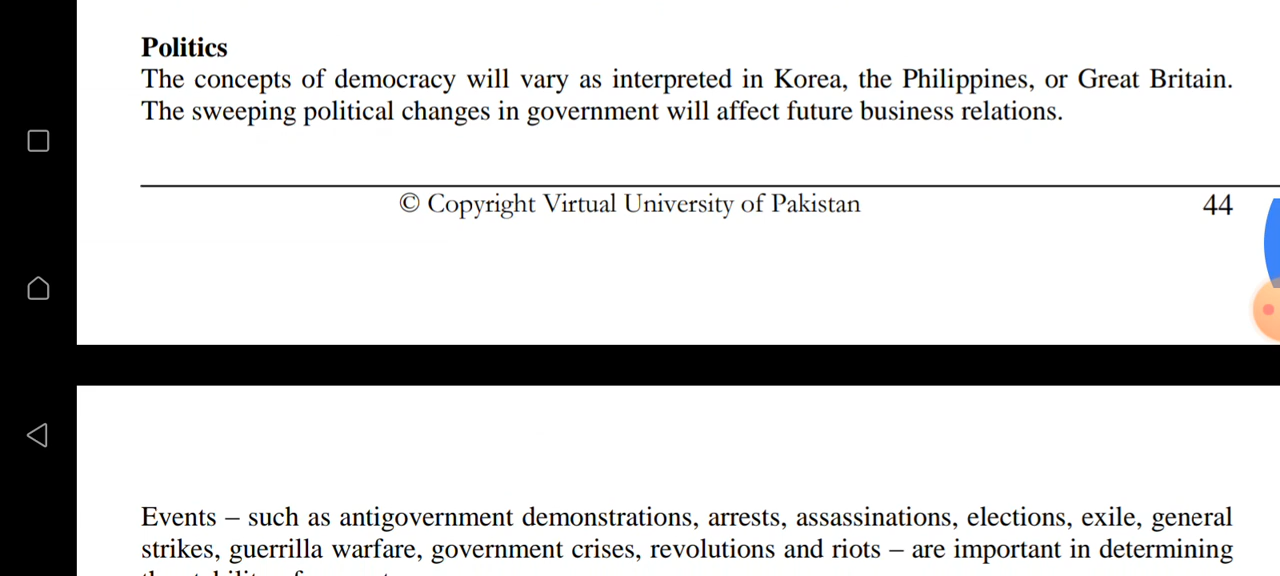 Politics
The concepts of democracy will vary as interpreted in Korea, the Philippines, or Great Britain.
The sweeping political changes in government will affect future business relations.
© Copyright Virtual University of Pakistan 44
Events – such as antigovernment demonstrations, arrests, assassinations, elections, exile, general
strikes, guerrilla warfare, government crises, revolutions and riots – are important in determining